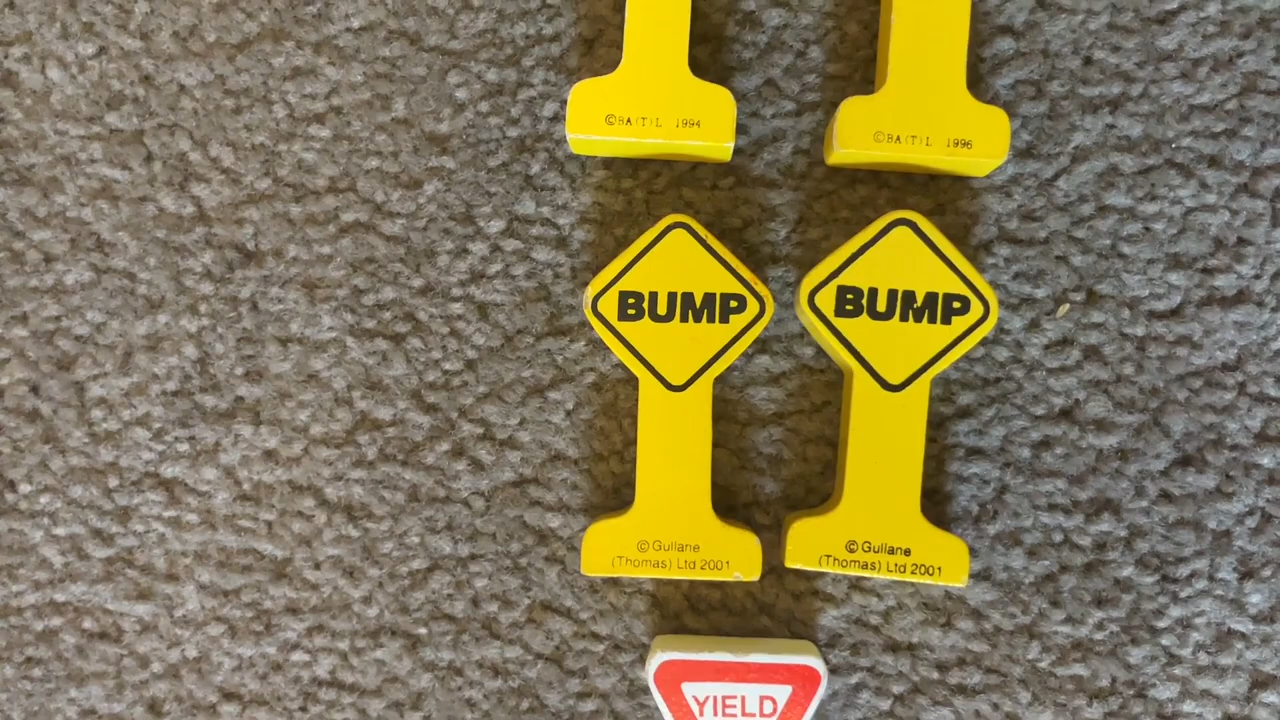 ©BA(T)L 1994
©BA(T)L 1996
BUMP
BUMP
©Gullane
(Thomas) Ltd 2001
©Gullane
(Thomas) Ltd 2001
YIELD